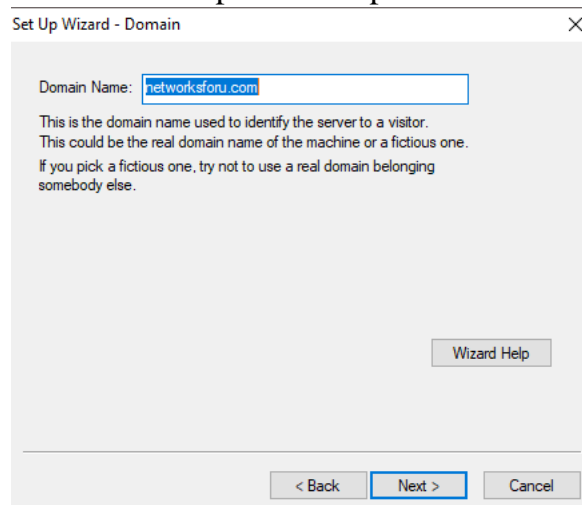 Set Up Wizard - Domain
Domain Name: networksforu.com
This is the domain name used to identify the server to a visitor.
This could be the real domain name of the machine or a fictious one.
If you pick a fictious one, try not to use a real domain belonging
somebody else.
Wizard Help
< Back Next > Cancel